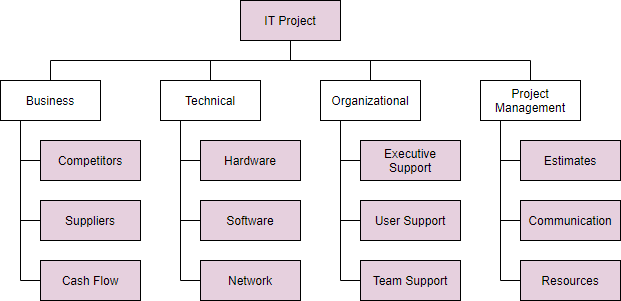 IT Project
Business
Technical
Organizational
Project
Management
Competitors
Hardware
Executive
Support
Estimates
Suppliers
Software
User Support
Communication
Cash Flow
Network
Team Support
Resources